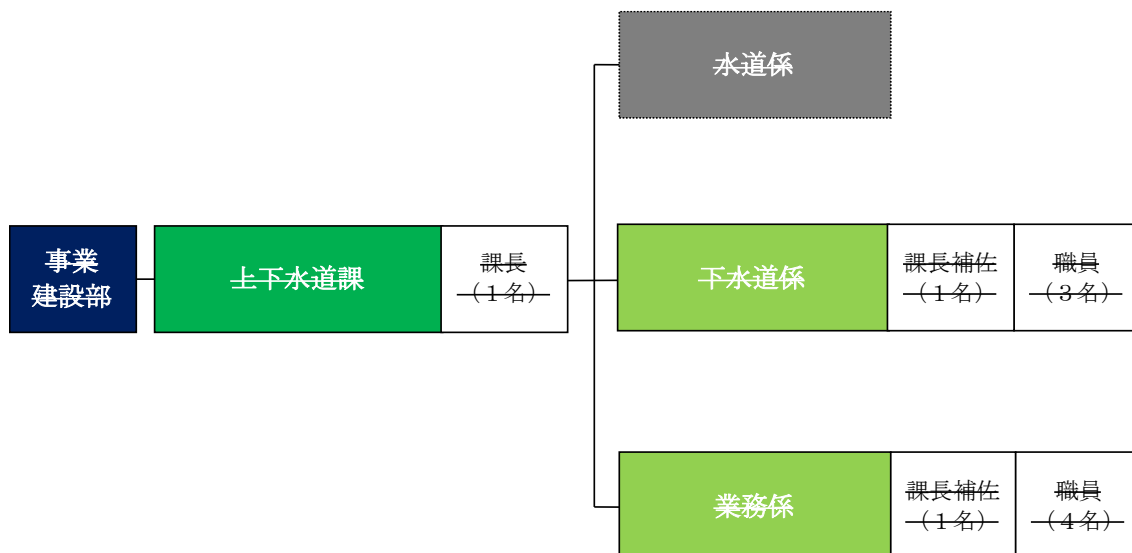 水道係
事業
建設部
上下水道課
課長
（１名）
下水道係
課長補佐
（１名）
職員
（３名）
業務係
課長補佐
（１名）
職員
（４名）